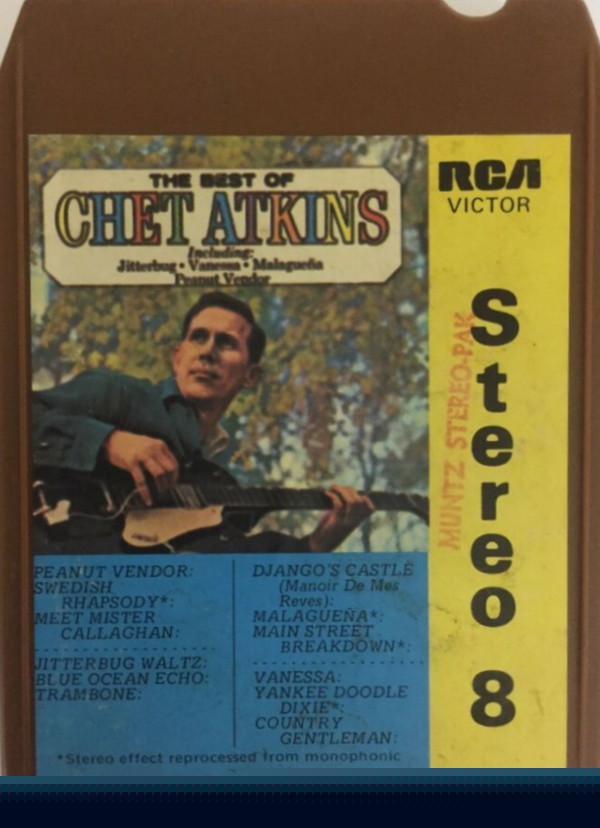 THE BEST OF
CHET ATKINS
Including:
Jitterbug • Vanessa • Malagueña
Peanut Vendor
RCA
VICTOR
Stereo 8
MUNTZ STEREO-PAK
PEANUT VENDOR:
SWEDISH
RHAPSODY*:
MEET MISTER
CALLAGHAN:
JITTERBUG WALTZ:
BLUE OCEAN ECHO:
TRAMBONE:
DJANGO'S CASTLE
(Manoir De Mes
Reves):
MALAGUEÑA*:
MAIN STREET
BREAKDOWN*:
VANESSA:
YANKEE DOODLE
DIXIE*:
COUNTRY
GENTLEMAN:
*Stereo effect reprocessed from monophonic